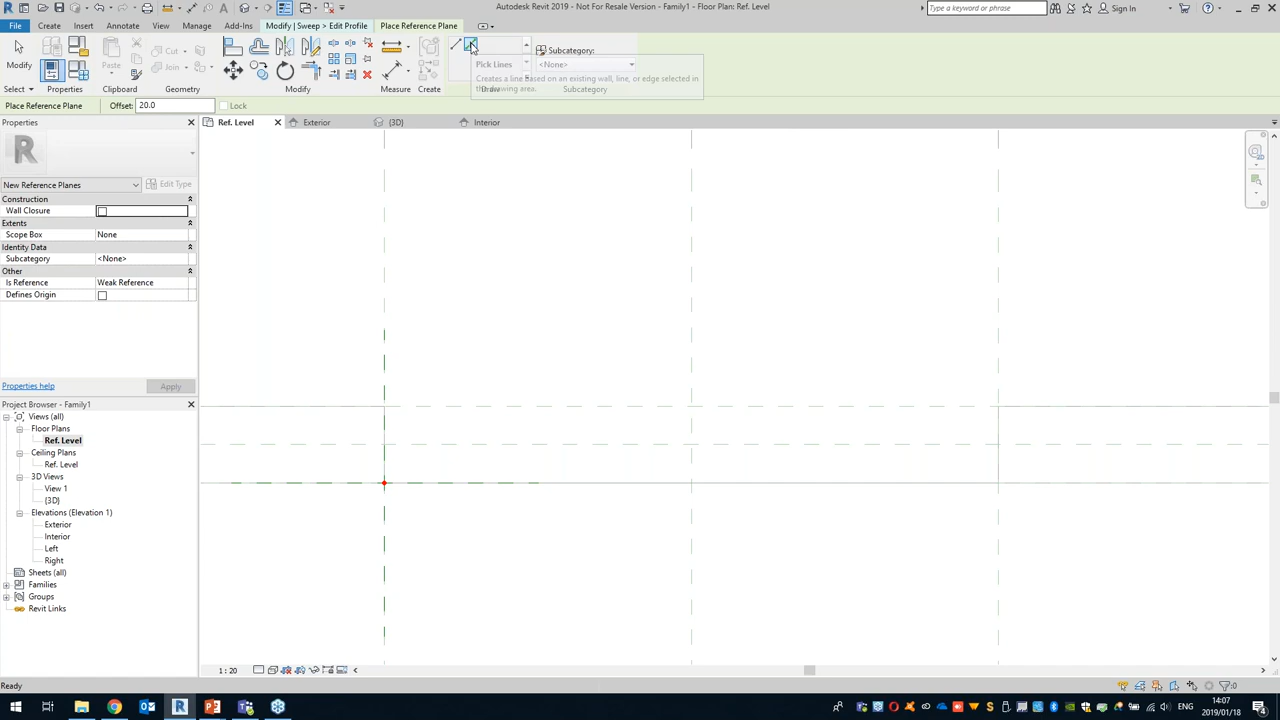 Autodesk Revit 2019 - Not For Resale Version - Family1 - Floor Plan: Ref. Level
Type a keyword or phrase
Sign In
File
Create
Annotate
View
Manage
Add-Ins
Modify | Sweep > Edit Profile
Place Reference Plane
Modify
Paste
Cut
Join
Subcategory:
<None>
Pick Lines
Creates a line based on an existing wall, line, or edge selected in
the drawing area.
Select
Properties
Clipboard
Geometry
Modify
Measure
Create
Draw
Subcategory
Place Reference Plane
Offset: 20.0
Lock
Properties
Ref. Level
Exterior
{3D}
Interior
R
New Reference Planes
Edit Type
Construction
Wall Closure
Extents
Scope Box None
Identity Data
Subcategory <None>
Other
Is Reference Weak Reference
Defines Origin
Properties help
Apply
Project Browser - Family1
Views (all)
Floor Plans
Ref. Level
Ceiling Plans
Ref. Level
3D Views
View 1
{3D}
Elevations (Elevation 1)
Exterior
Interior
Left
Right
Sheets (all)
Families
Groups
Revit Links
1 : 20
Ready
:0
ENG
14:07
2019/01/18